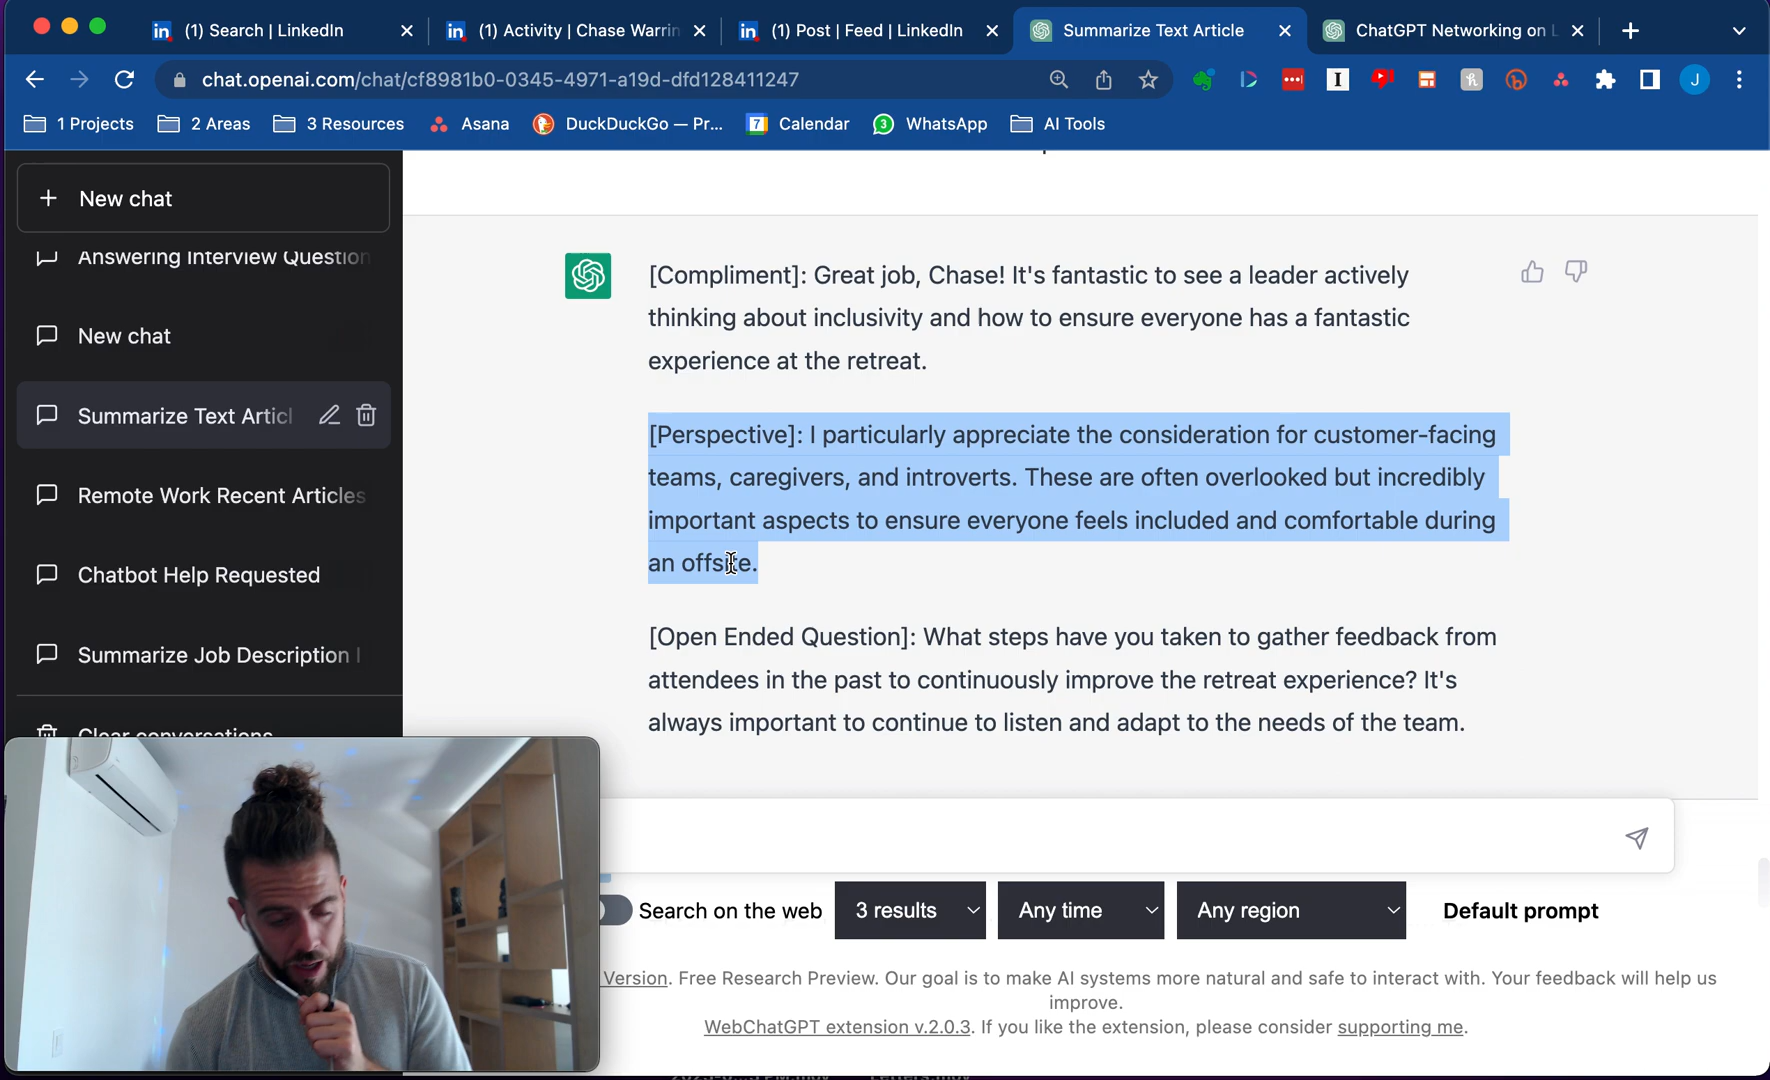 (1) Search | LinkedIn
(1) Activity | Chase Warrin
(1) Post | Feed | LinkedIn
Summarize Text Article
ChatGPT Networking on L
chat.openai.com/chat/cf8981b0-0345-4971-a19d-dfd128411247
J
1 Projects
2 Areas
3 Resources
Asana
DuckDuckGo — Pr...
7 Calendar
3 WhatsApp
AI Tools
New chat
Answering Interview Question
New chat
Summarize Text Articl
Remote Work Recent Articles
Chatbot Help Requested
Summarize Job Description I
Clear conversations
[Compliment]: Great job, Chase! It's fantastic to see a leader actively
thinking about inclusivity and how to ensure everyone has a fantastic
experience at the retreat.
[Perspective]: I particularly appreciate the consideration for customer-facing
teams, caregivers, and introverts. These are often overlooked but incredibly
important aspects to ensure everyone feels included and comfortable during
an offsite.
[Open Ended Question]: What steps have you taken to gather feedback from
attendees in the past to continuously improve the retreat experience? It's
always important to continue to listen and adapt to the needs of the team.
Search on the web
3 results
Any time
Any region
Default prompt
Version. Free Research Preview. Our goal is to make AI systems more natural and safe to interact with. Your feedback will help us
improve.
WebChatGPT extension v.2.0.3. If you like the extension, please consider supporting me.